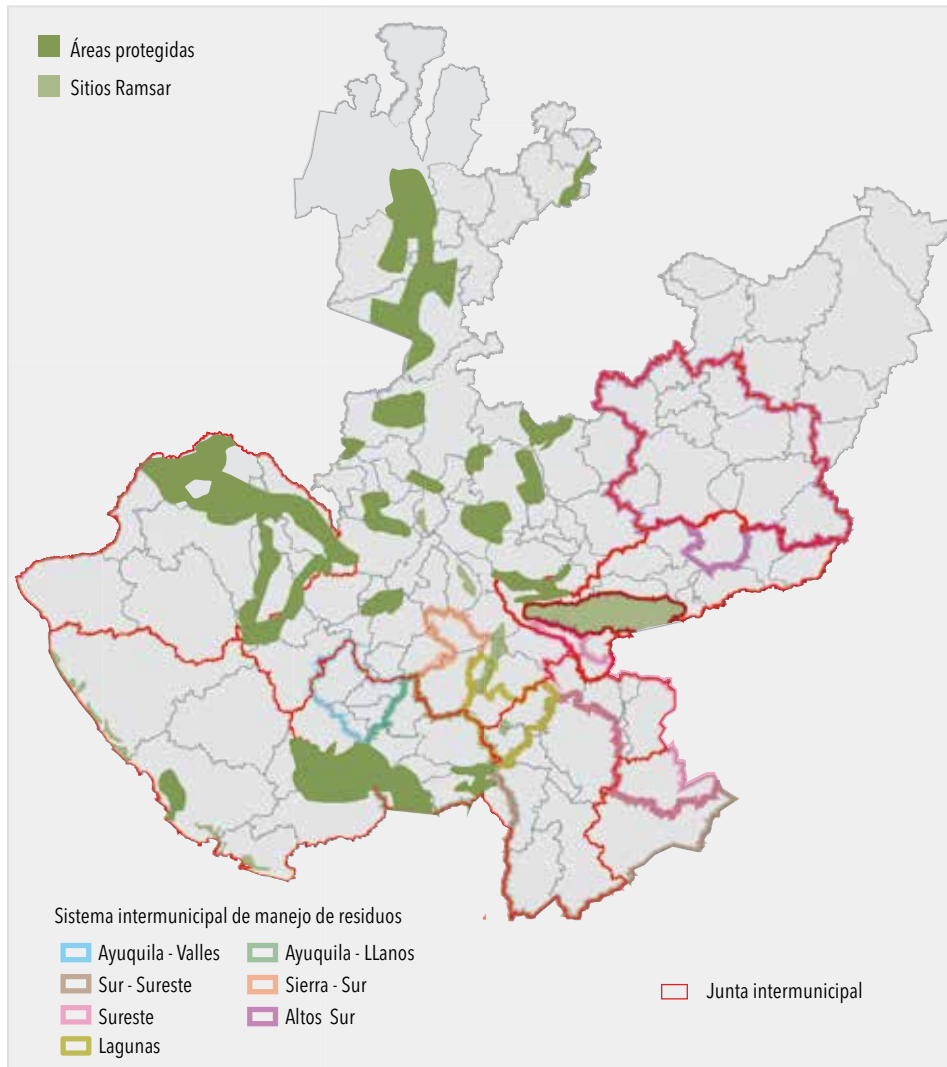 Áreas protegidas
Sitios Ramsar
Sistema intermunicipal de manejo de residuos
Ayuquila - Valles
Ayuquila - LLanos
Sur - Sureste
Sierra - Sur
Sureste
Altos Sur
Lagunas
Junta intermunicipal